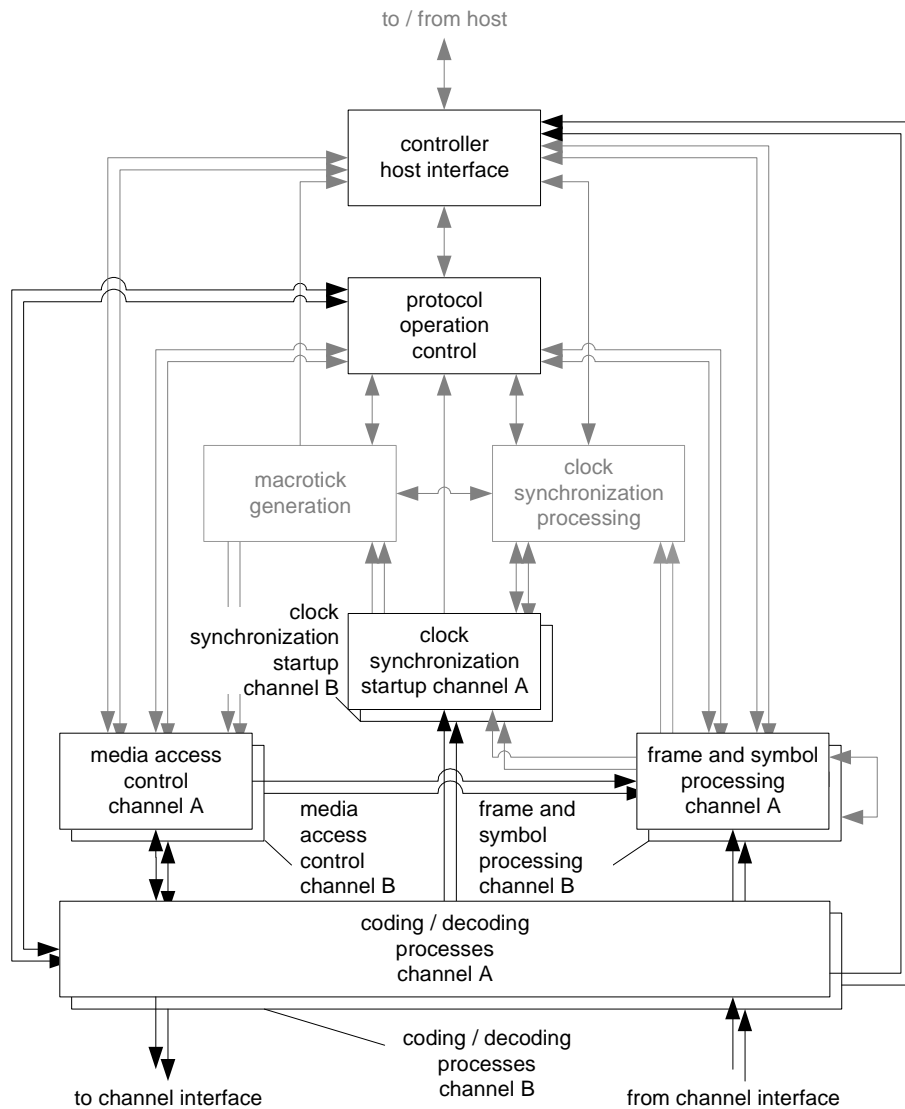 to / from host
controller
host interface
protocol
operation
control
macrotick
generation
clock
synchronization
processing
clock
synchronization
startup
channel B
clock
synchronization
startup channel A
media access
control
channel A
frame and symbol
processing
channel A
media
access
control
channel B
frame and
symbol
processing
channel B
coding / decoding
processes
channel A
coding / decoding
processes
channel B
to channel interface
from channel interface